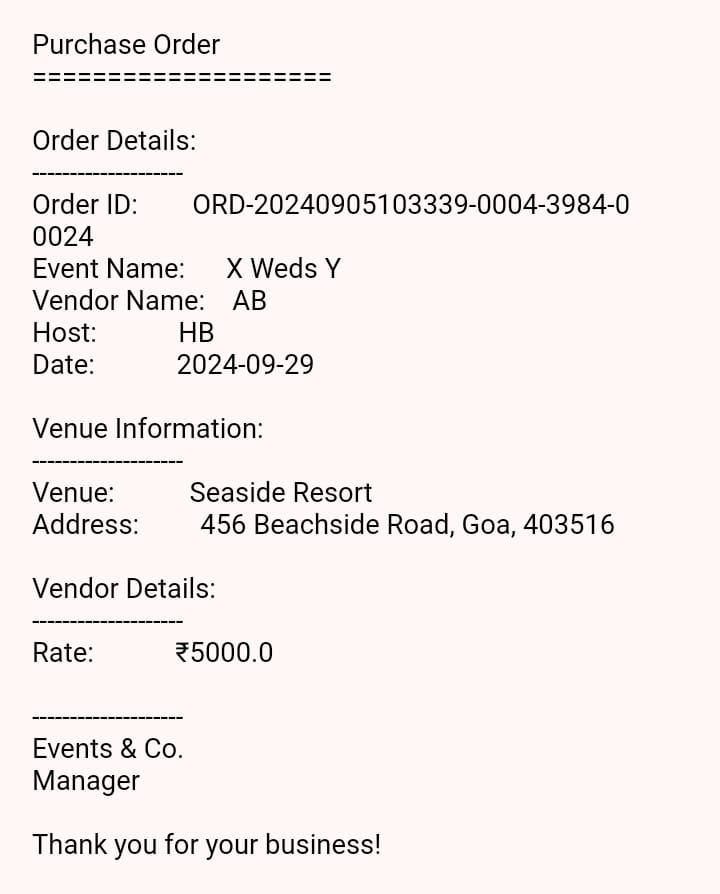 Purchase Order
====================
Order Details:
--------------------
Order ID: ORD-20240905103339-0004-3984-0
0024
Event Name: X Weds Y
Vendor Name: AB
Host: HB
Date: 2024-09-29
Venue Information:
--------------------
Venue: Seaside Resort
Address: 456 Beachside Road, Goa, 403516
Vendor Details:
--------------------
Rate: ₹5000.0
--------------------
Events & Co.
Manager
Thank you for your business!